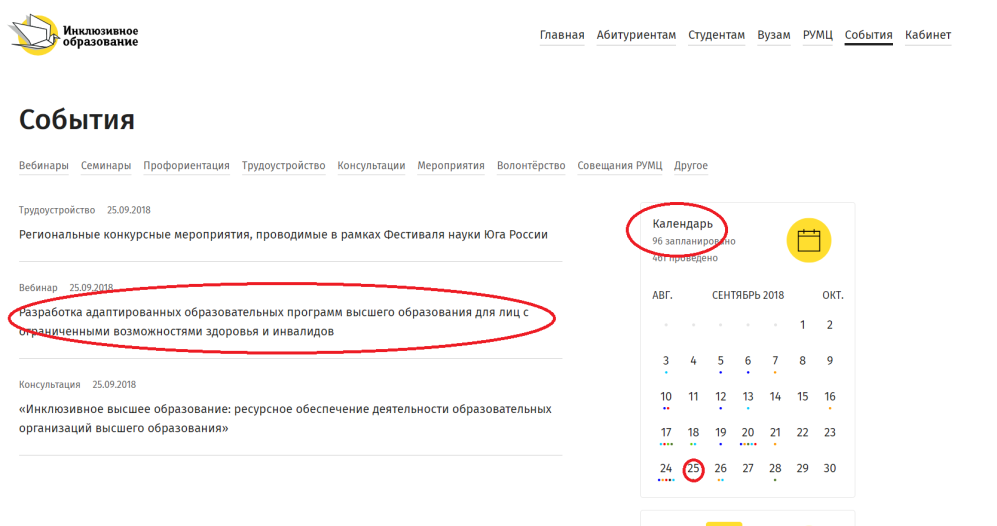 Инклюзивное
образование
Главная Абитуриентам Студентам Вузам РУМЦ События Кабинет
События
Вебинары Семинары Профориентация Трудоустройство Консультации Мероприятия Волонтёрство Совещания РУМЦ Другое
Трудоустройство 25.09.2018
Региональные конкурсные мероприятия, проводимые в рамках Фестиваля науки Юга России
Вебинар 25.09.2018
Разработка адаптированных образовательных программ высшего образования для лиц с
ограниченными возможностями здоровья и инвалидов
Консультация 25.09.2018
«Инклюзивное высшее образование: ресурсное обеспечение деятельности образовательных
организаций высшего образования»
Календарь
96 запланировано
461 проведено
АВГ. СЕНТЯБРЬ 2018 ОКТ.
1 2
3 4 5 6 7 8 9
10 11 12 13 14 15 16
17 18 19 20 21 22 23
24 25 26 27 28 29 30